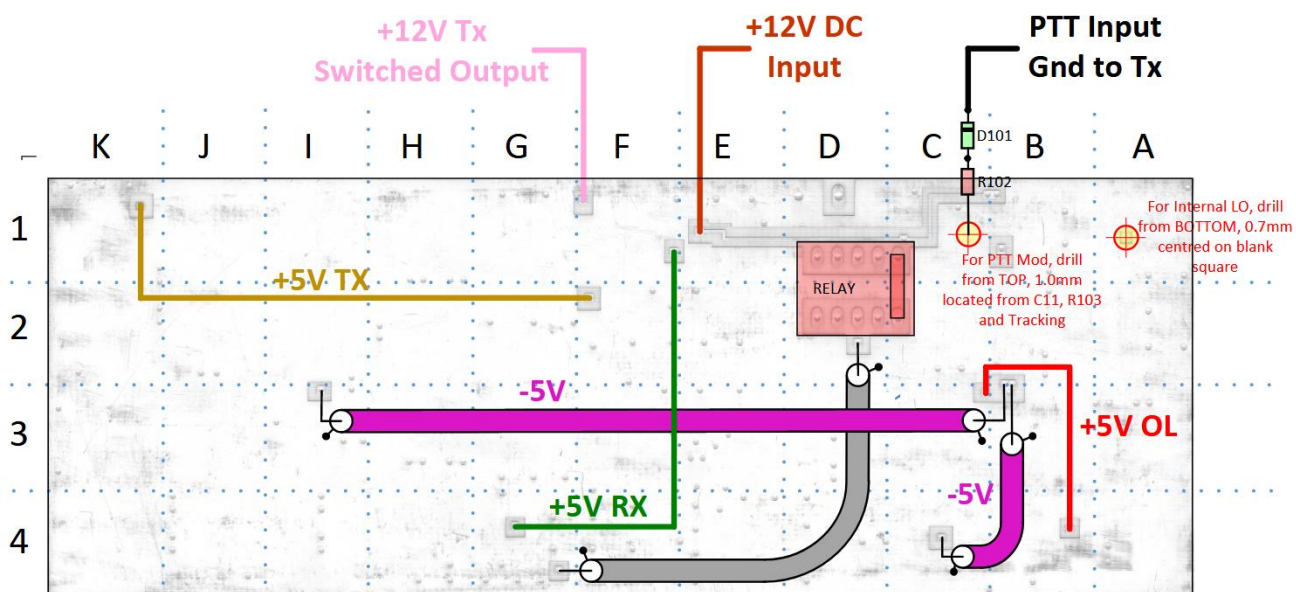 +12V Tx
Switched Output
+12V DC
Input
PTT Input
Gnd to Tx
D101
K J I H G F E D C B A
R102
1
For Internal LO, drill
from BOTTOM, 0.7mm
centred on blank
square
For PTT Mod, drill
from TOP, 1.0mm
located from C11, R103
and Tracking
+5V TX
RELAY
2
-5V
3
+5V OL
+5V RX
-5V
4